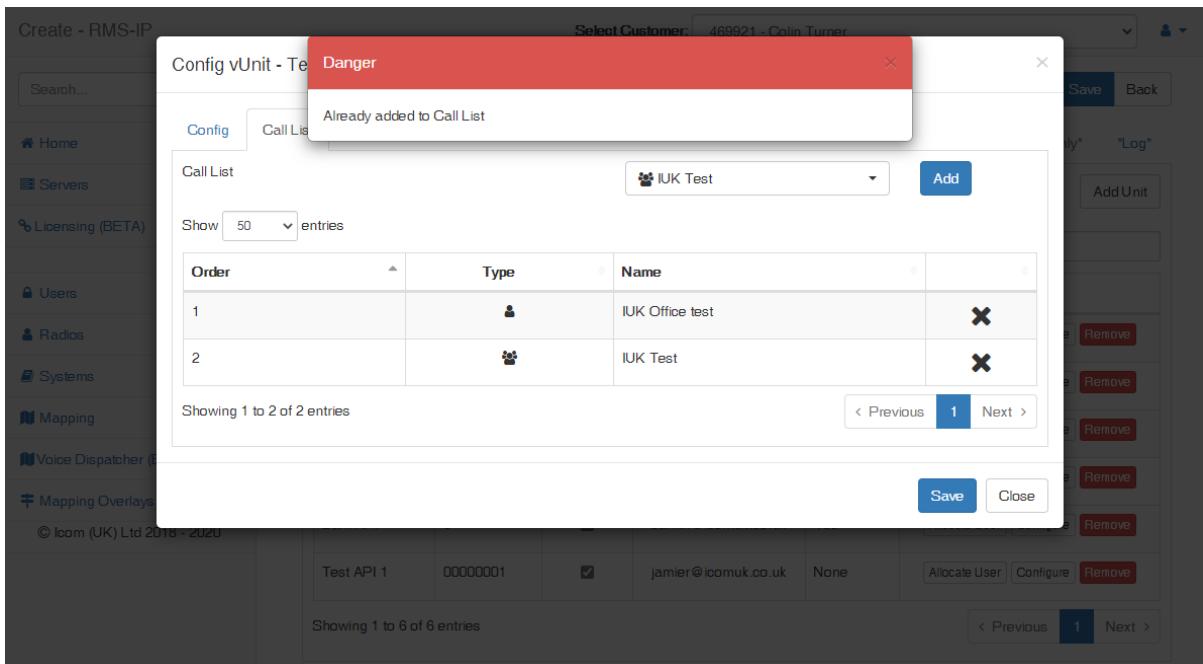 Create - RMS-IP
Select Customer: 469921 - Colin Turner
Config vUnit - Te
Danger
Already added to Call List
Search...
Save Back
Config Call Lis
"Log"
Home
Call List
IUK Test
Add
Servers
Add Unit
Licensing (BETA)
Show 50 entries
Order Type Name
Users
1 IUK Office test
Radios
Remove
2 IUK Test
Systems
Remove
Mapping
Showing 1 to 2 of 2 entries
< Previous 1 Next >
Remove
Voice Dispatcher
Remove
Mapping Overlays
Save Close
© Icom (UK) Ltd 2018 - 2020
Remove
Test API 1 00000001 jamier@icomuk.co.uk None Allocate User Configure Remove
Showing 1 to 6 of 6 entries
< Previous 1 Next >